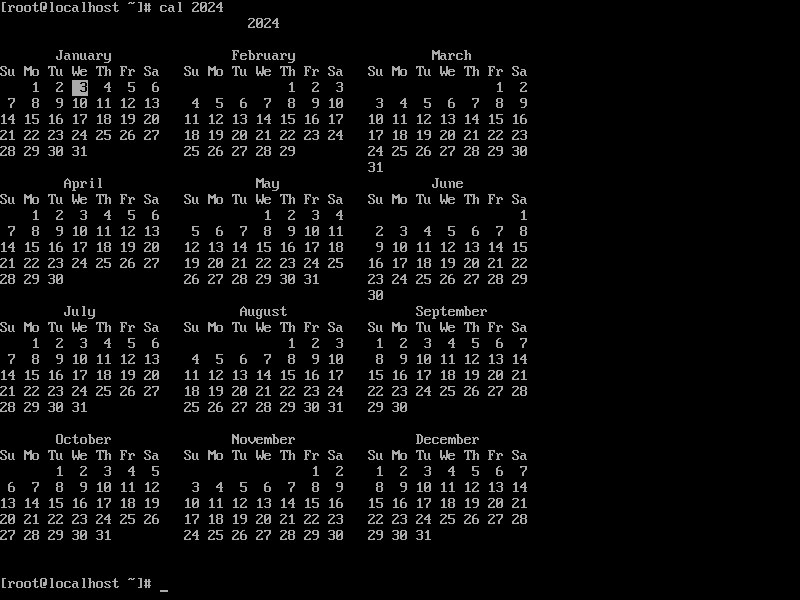 [root@localhost ~]# cal 2024
                               2024

       January               February                 March
Su Mo Tu We Th Fr Sa   Su Mo Tu We Th Fr Sa   Su Mo Tu We Th Fr Sa
    1  2  3  4  5  6                1  2  3                   1  2
 7  8  9 10 11 12 13    4  5  6  7  8  9 10    3  4  5  6  7  8  9
14 15 16 17 18 19 20   11 12 13 14 15 16 17   10 11 12 13 14 15 16
21 22 23 24 25 26 27   18 19 20 21 22 23 24   17 18 19 20 21 22 23
28 29 30 31            25 26 27 28 29         24 25 26 27 28 29 30
                                              31
        April                   May                   June
Su Mo Tu We Th Fr Sa   Su Mo Tu We Th Fr Sa   Su Mo Tu We Th Fr Sa
    1  2  3  4  5  6             1  2  3  4                      1
 7  8  9 10 11 12 13    5  6  7  8  9 10 11    2  3  4  5  6  7  8
14 15 16 17 18 19 20   12 13 14 15 16 17 18    9 10 11 12 13 14 15
21 22 23 24 25 26 27   19 20 21 22 23 24 25   16 17 18 19 20 21 22
28 29 30               26 27 28 29 30 31      23 24 25 26 27 28 29
                                              30
        July                  August                September
Su Mo Tu We Th Fr Sa   Su Mo Tu We Th Fr Sa   Su Mo Tu We Th Fr Sa
    1  2  3  4  5  6                1  2  3    1  2  3  4  5  6  7
 7  8  9 10 11 12 13    4  5  6  7  8  9 10    8  9 10 11 12 13 14
14 15 16 17 18 19 20   11 12 13 14 15 16 17   15 16 17 18 19 20 21
21 22 23 24 25 26 27   18 19 20 21 22 23 24   22 23 24 25 26 27 28
28 29 30 31            25 26 27 28 29 30 31   29 30

       October               November               December
Su Mo Tu We Th Fr Sa   Su Mo Tu We Th Fr Sa   Su Mo Tu We Th Fr Sa
       1  2  3  4  5                   1  2    1  2  3  4  5  6  7
 6  7  8  9 10 11 12    3  4  5  6  7  8  9    8  9 10 11 12 13 14
13 14 15 16 17 18 19   10 11 12 13 14 15 16   15 16 17 18 19 20 21
20 21 22 23 24 25 26   17 18 19 20 21 22 23   22 23 24 25 26 27 28
27 28 29 30 31         24 25 26 27 28 29 30   29 30 31


[root@localhost ~]# _